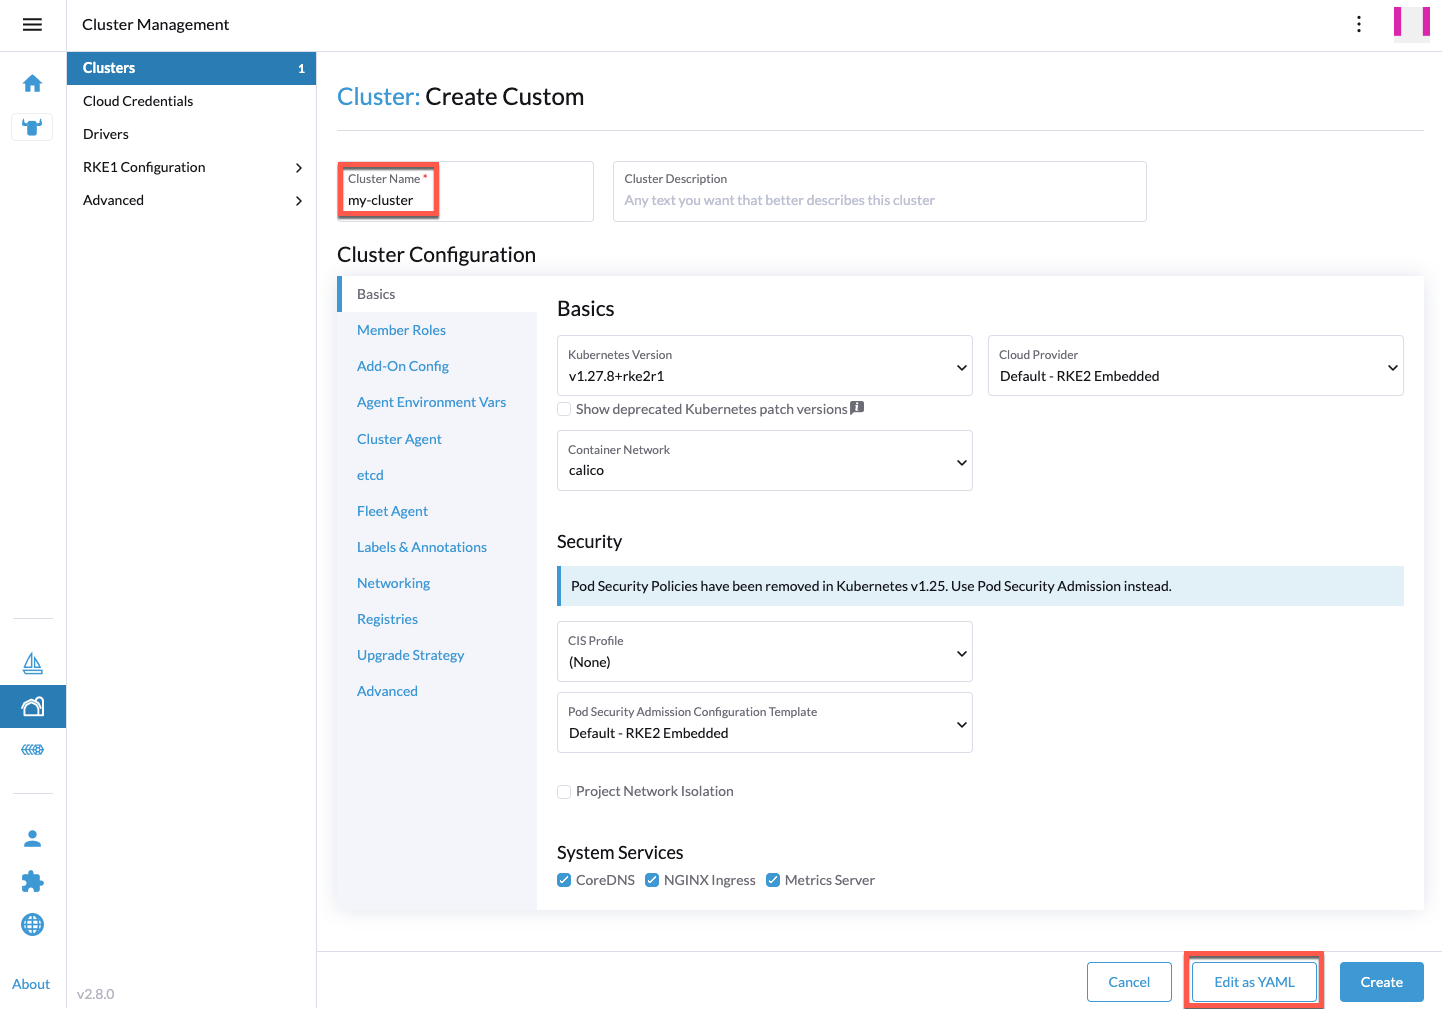 Cluster Management
Clusters 1
Cloud Credentials
Drivers
RKE1 Configuration
Advanced
About
v2.8.0
Cluster: Create Custom
Cluster Name *
my-cluster
Cluster Description
Any text you want that better describes this cluster
Cluster Configuration
Basics
Member Roles
Add-On Config
Agent Environment Vars
Cluster Agent
etcd
Fleet Agent
Labels & Annotations
Networking
Registries
Upgrade Strategy
Advanced
Basics
Kubernetes Version
v1.27.8+rke2r1
Cloud Provider
Default - RKE2 Embedded
Show deprecated Kubernetes patch versions
Container Network
calico
Security
Pod Security Policies have been removed in Kubernetes v1.25. Use Pod Security Admission instead.
CIS Profile
(None)
Pod Security Admission Configuration Template
Default - RKE2 Embedded
Project Network Isolation
System Services
CoreDNS NGINX Ingress Metrics Server
Cancel Edit as YAML Create